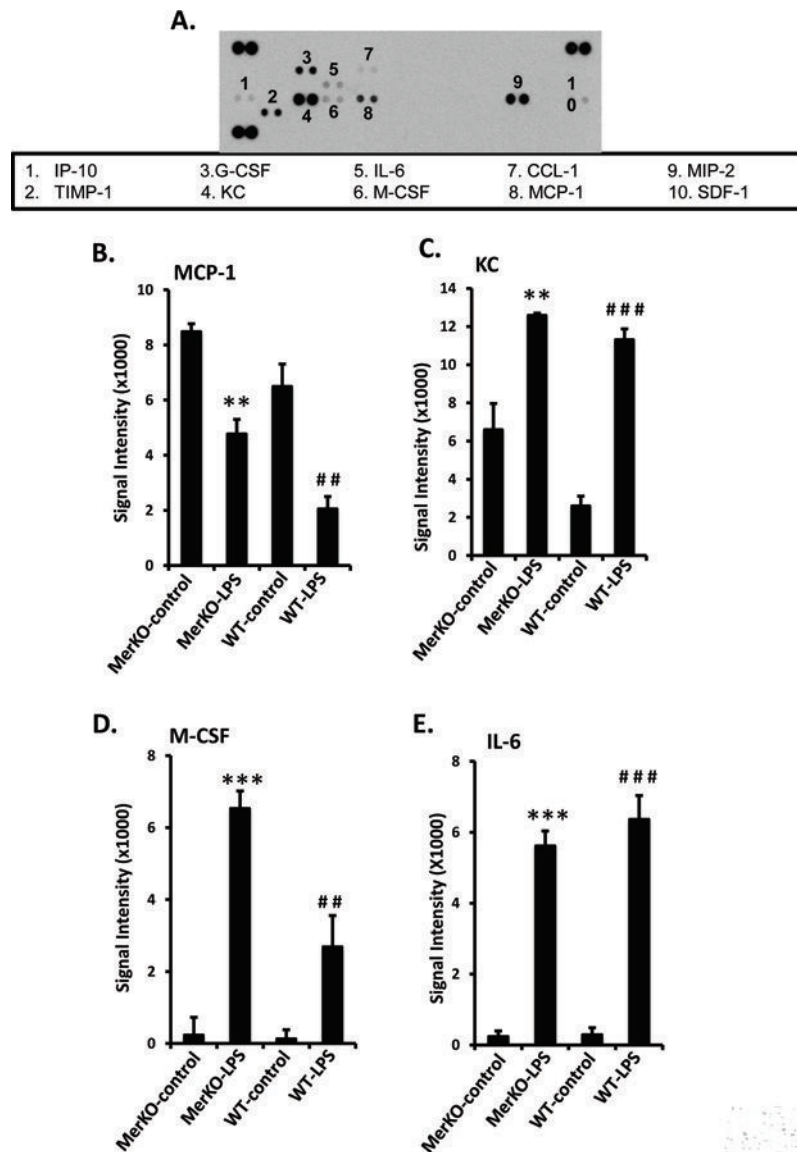 A.
3
7
5
1
9
1
2
0
4
6
8
1. IP-10 3.G-CSF 5. IL-6 7. CCL-1 9. MIP-2
2. TIMP-1 4. KC 6. M-CSF 8. MCP-1 10. SDF-1
B.
MCP-1
Signal Intensity (x1000)
10
8
6
4
2
0
**
##
MerKO-control
MerKO-LPS
WT-control
WT-LPS
C.
KC
Signal Intensity (x1000)
14
12
10
8
6
4
2
0
**
###
MerKO-control
MerKO-LPS
WT-control
WT-LPS
D.
M-CSF
Signal Intensity (x1000)
8
6
4
2
0
***
##
MerKO-control
MerKO-LPS
WT-control
WT-LPS
E.
IL-6
Signal Intensity (X1000)
8
6
4
2
0
***
###
MerKO-control
MerKO-LPS
WT-control
WT-LPS